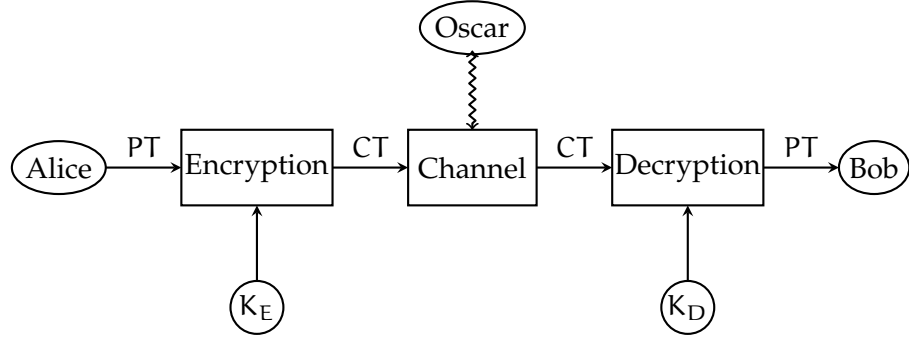 Oscar
Alice
PT
Encryption
CT
Channel
CT
Decryption
PT
Bob
K_E
K_D